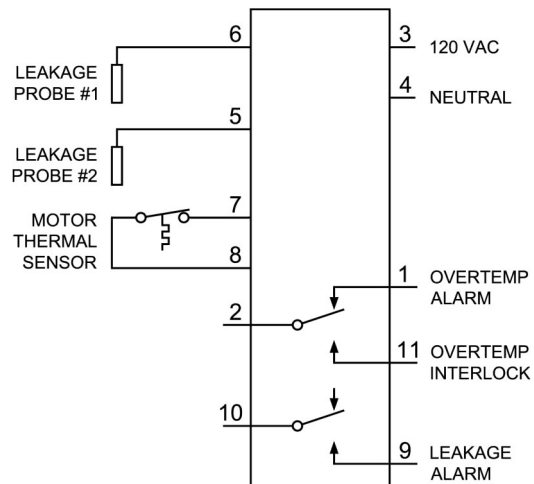 6
LEAKAGE
PROBE #1
5
LEAKAGE
PROBE #2
MOTOR
THERMAL
SENSOR
7
8
2
10
3
120 VAC
4
NEUTRAL
1
OVERTEMP
ALARM
11
OVERTEMP
INTERLOCK
9
LEAKAGE
ALARM